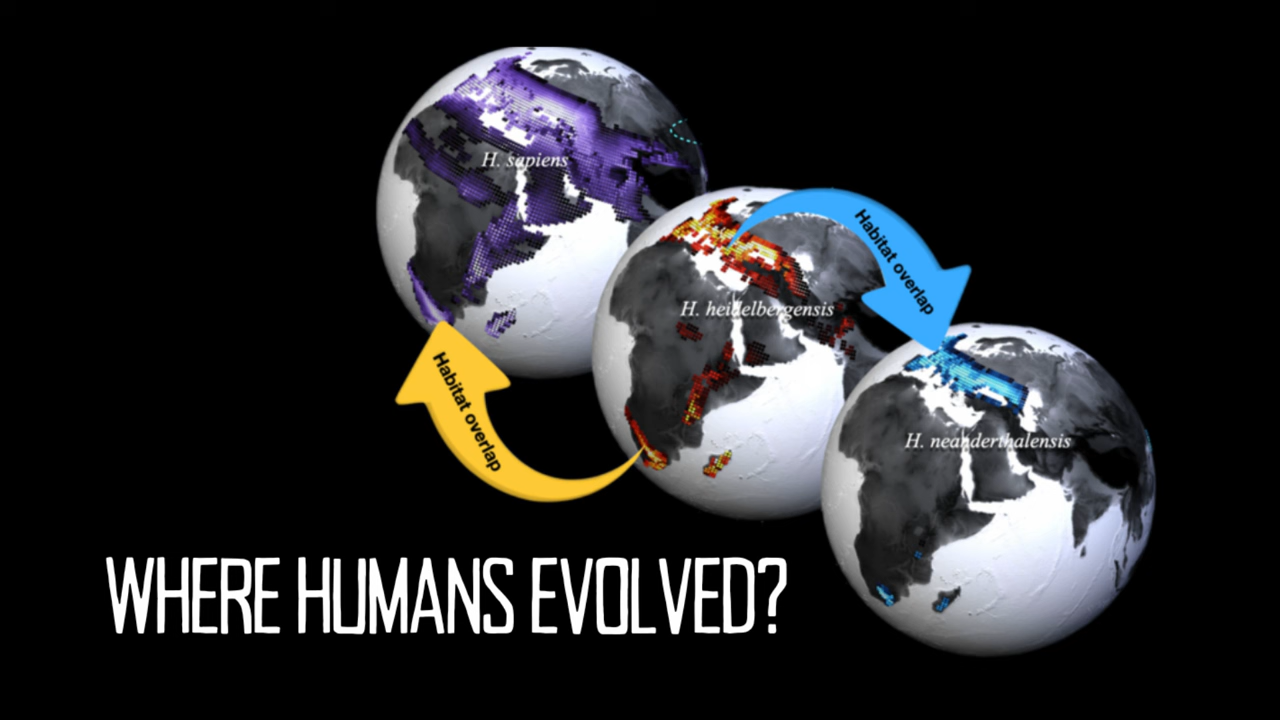 H. sapiens
Habitat overlap
H. heidelbergensis
Habitat overlap
H. neanderthalensis
WHERE HUMANS EVOLVED?